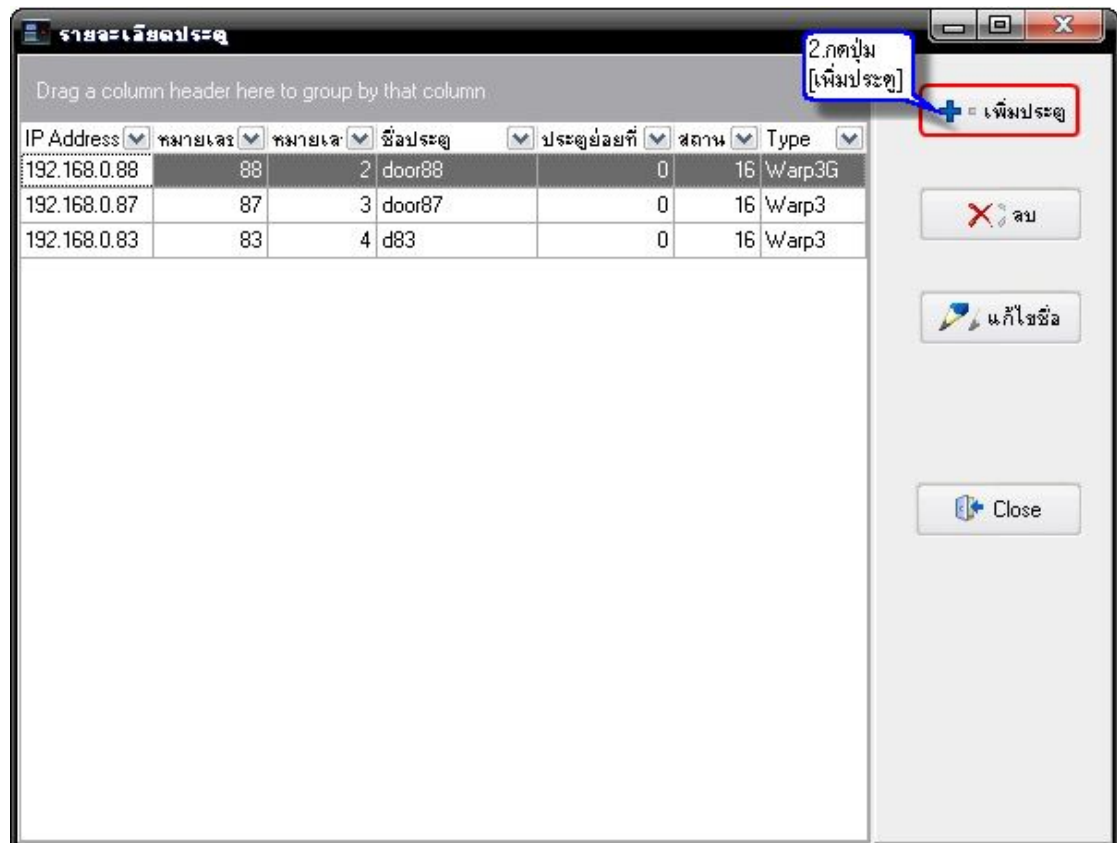 รายละเอียดประตู
2.กดปุ่ม
[เพิ่มประตู]
Drag a column header here to group by that column
เพิ่มประตู
IP Address หมายเลข หมายเล ชื่อประตู ประตูย่อยที่ สถาน Type
192.168.0.88 88 2 door88 0 16 Warp3G
192.168.0.87 87 3 door87 0 16 Warp3
192.168.0.83 83 4 d83 0 16 Warp3
ลบ
แก้ไขชื่อ
Close